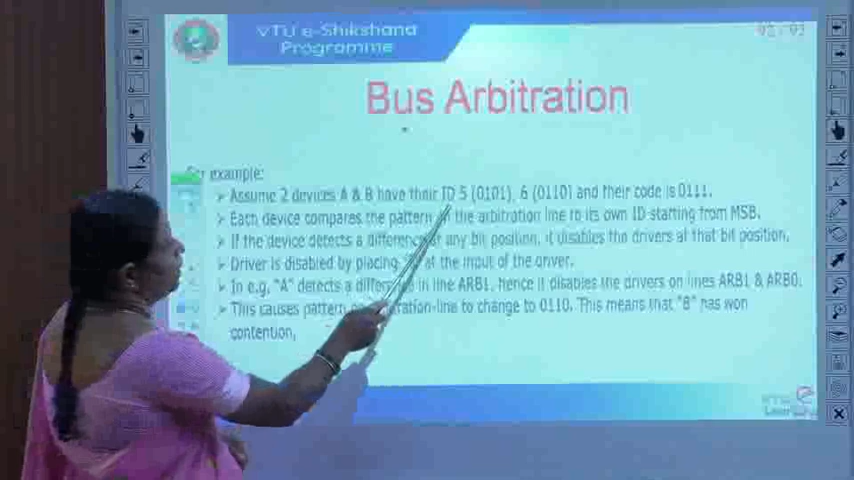 VTU e-Shikshana
Programme
Bus Arbitration
For example:
Assume 2 devices A & B have their ID 5 (0101), 6 (0110) and their code is 0111.
Each device compares the pattern the arbitration line to its own ID starting from MSB.
If the device detects a difference at any bit position, it disables the drivers at that bit position.
Driver is disabled by placing at the input of the driver.
In e.g, "A" detects a difference in line ARB1, hence it disables the drivers on lines ARB1 & ARB0.
This causes pattern to change to 0110. This means that "B" has won
contention.